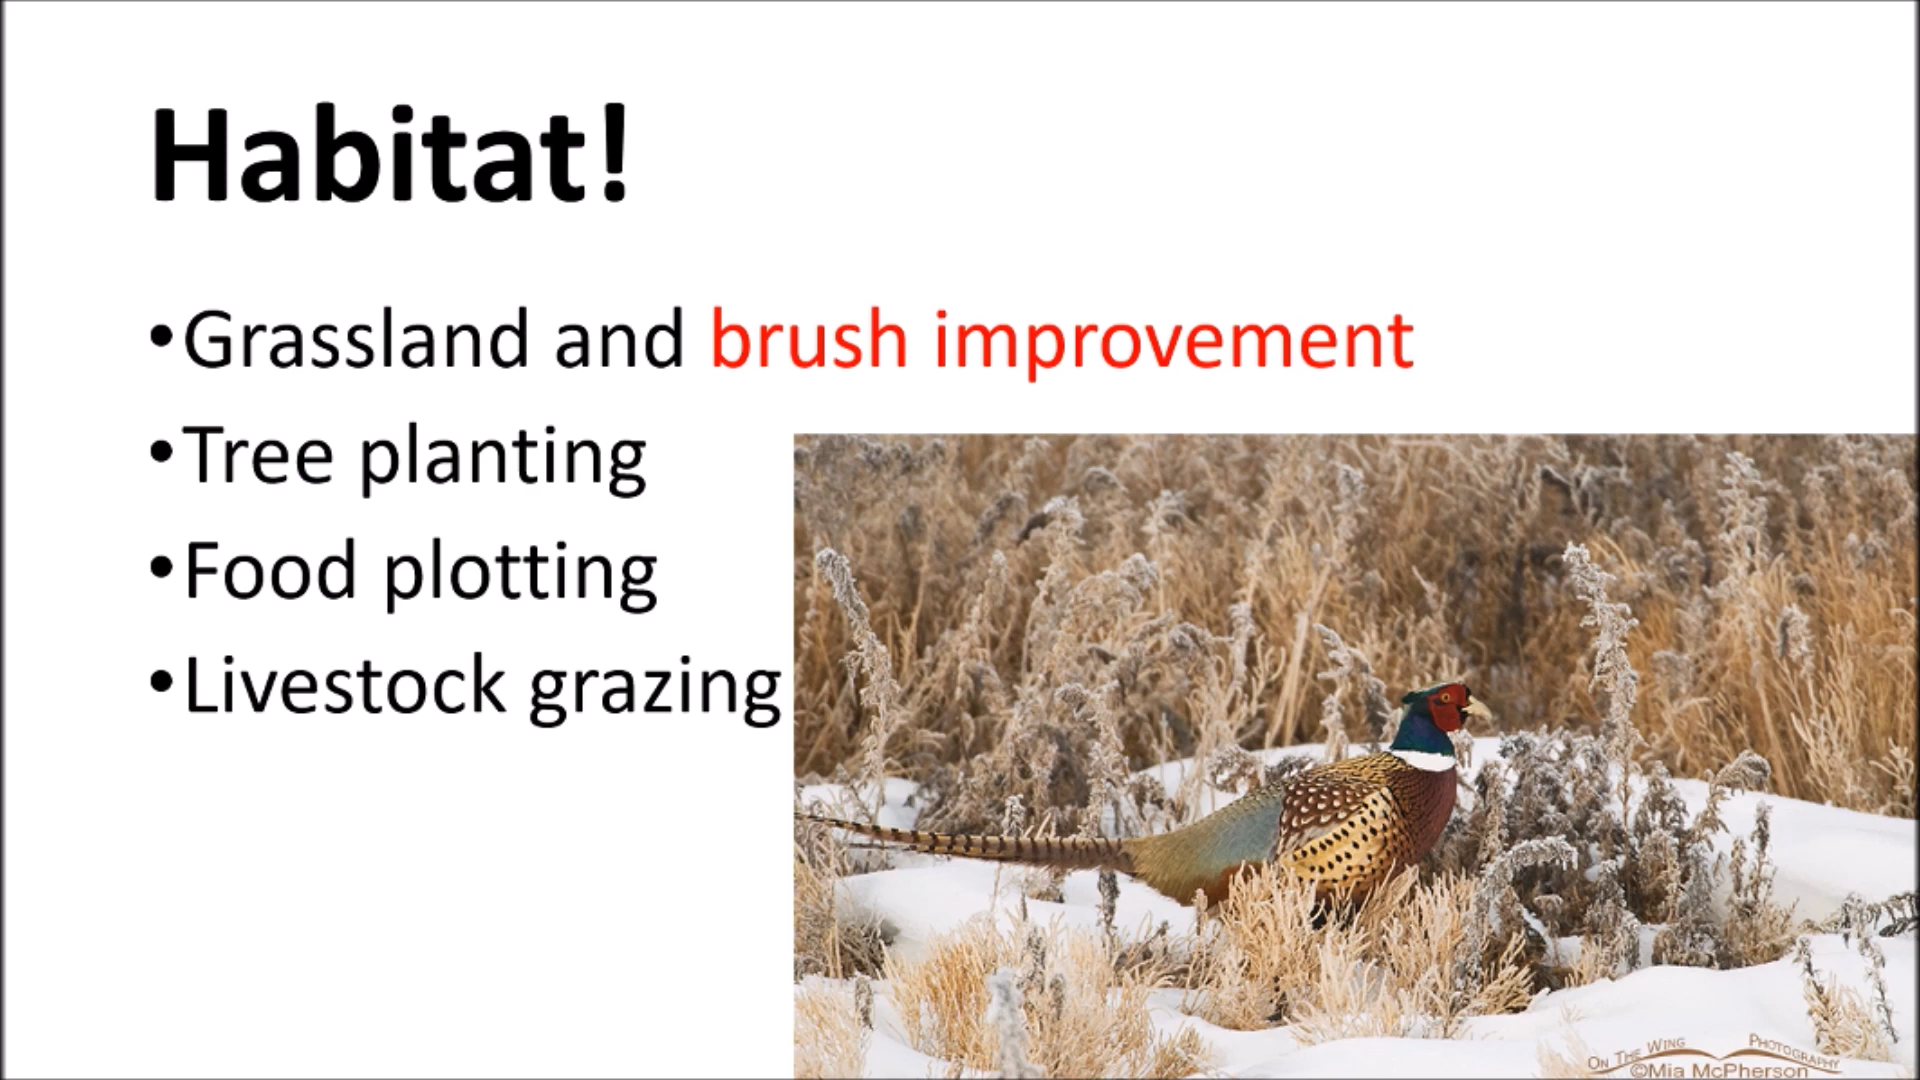 Habitat!
•Grassland and brush improvement
•Tree planting
•Food plotting
•Livestock grazing
On The Wing Photography
©Mia McPherson